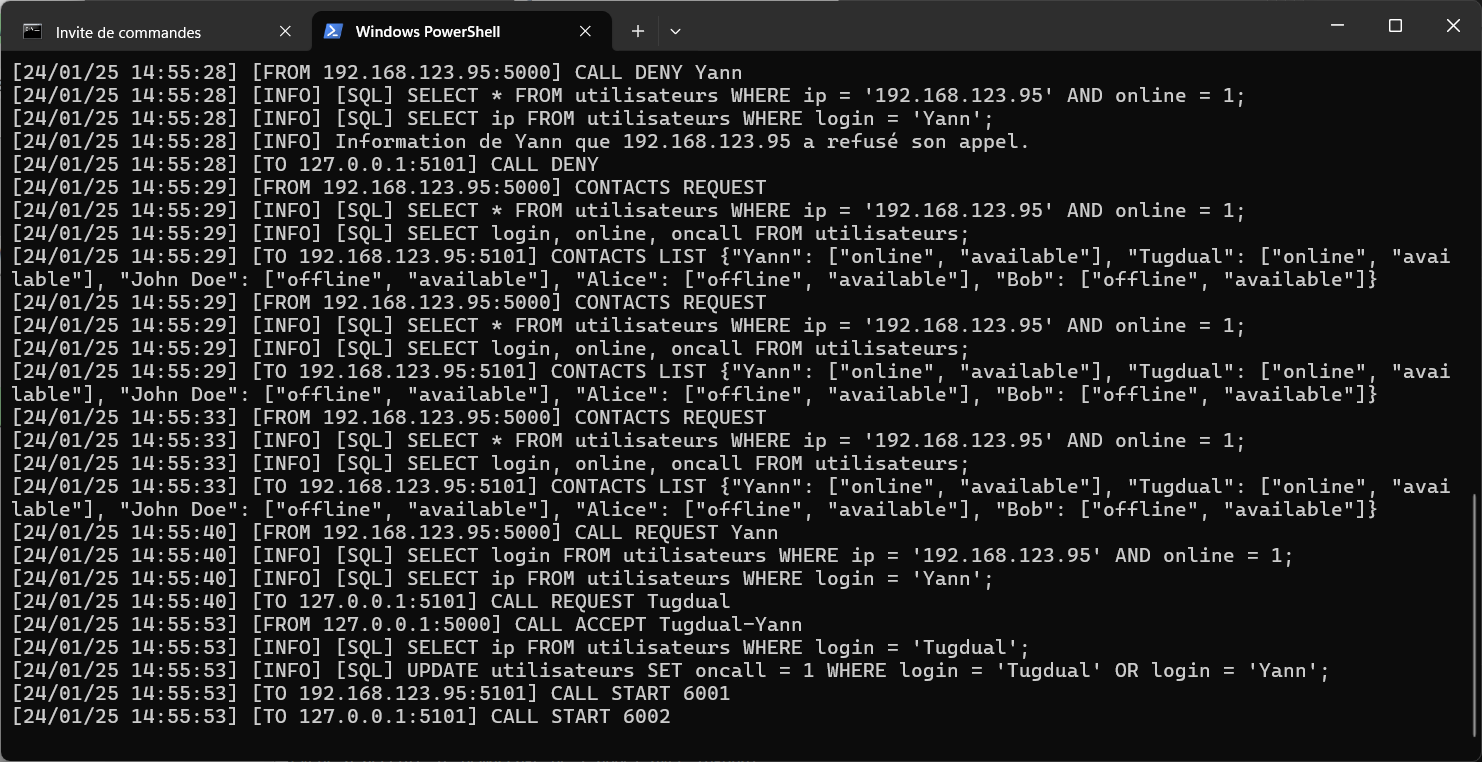 Invite de commandes
Windows PowerShell
[24/01/25 14:55:28] [FROM 192.168.123.95:5000] CALL DENY Yann
[24/01/25 14:55:28] [INFO] [SQL] SELECT * FROM utilisateurs WHERE ip = '192.168.123.95' AND online = 1;
[24/01/25 14:55:28] [INFO] [SQL] SELECT ip FROM utilisateurs WHERE login = 'Yann';
[24/01/25 14:55:28] [INFO] Information de Yann que 192.168.123.95 a refusé son appel.
[24/01/25 14:55:28] [TO 127.0.0.1:5101] CALL DENY
[24/01/25 14:55:29] [FROM 192.168.123.95:5000] CONTACTS REQUEST
[24/01/25 14:55:29] [INFO] [SQL] SELECT * FROM utilisateurs WHERE ip = '192.168.123.95' AND online = 1;
[24/01/25 14:55:29] [INFO] [SQL] SELECT login, online, oncall FROM utilisateurs;
[24/01/25 14:55:29] [TO 192.168.123.95:5101] CONTACTS LIST {"Yann": ["online", "available"], "Tugdual": ["online", "avai
lable"], "John Doe": ["offline", "available"], "Alice": ["offline", "available"], "Bob": ["offline", "available"]}
[24/01/25 14:55:29] [FROM 192.168.123.95:5000] CONTACTS REQUEST
[24/01/25 14:55:29] [INFO] [SQL] SELECT * FROM utilisateurs WHERE ip = '192.168.123.95' AND online = 1;
[24/01/25 14:55:29] [INFO] [SQL] SELECT login, online, oncall FROM utilisateurs;
[24/01/25 14:55:29] [TO 192.168.123.95:5101] CONTACTS LIST {"Yann": ["online", "available"], "Tugdual": ["online", "avai
lable"], "John Doe": ["offline", "available"], "Alice": ["offline", "available"], "Bob": ["offline", "available"]}
[24/01/25 14:55:33] [FROM 192.168.123.95:5000] CONTACTS REQUEST
[24/01/25 14:55:33] [INFO] [SQL] SELECT * FROM utilisateurs WHERE ip = '192.168.123.95' AND online = 1;
[24/01/25 14:55:33] [INFO] [SQL] SELECT login, online, oncall FROM utilisateurs;
[24/01/25 14:55:33] [TO 192.168.123.95:5101] CONTACTS LIST {"Yann": ["online", "available"], "Tugdual": ["online", "avai
lable"], "John Doe": ["offline", "available"], "Alice": ["offline", "available"], "Bob": ["offline", "available"]}
[24/01/25 14:55:40] [FROM 192.168.123.95:5000] CALL REQUEST Yann
[24/01/25 14:55:40] [INFO] [SQL] SELECT login FROM utilisateurs WHERE ip = '192.168.123.95' AND online = 1;
[24/01/25 14:55:40] [INFO] [SQL] SELECT ip FROM utilisateurs WHERE login = 'Yann';
[24/01/25 14:55:40] [TO 127.0.0.1:5101] CALL REQUEST Tugdual
[24/01/25 14:55:53] [FROM 127.0.0.1:5000] CALL ACCEPT Tugdual-Yann
[24/01/25 14:55:53] [INFO] [SQL] SELECT ip FROM utilisateurs WHERE login = 'Tugdual';
[24/01/25 14:55:53] [INFO] [SQL] UPDATE utilisateurs SET oncall = 1 WHERE login = 'Tugdual' OR login = 'Yann';
[24/01/25 14:55:53] [TO 192.168.123.95:5101] CALL START 6001
[24/01/25 14:55:53] [TO 127.0.0.1:5101] CALL START 6002